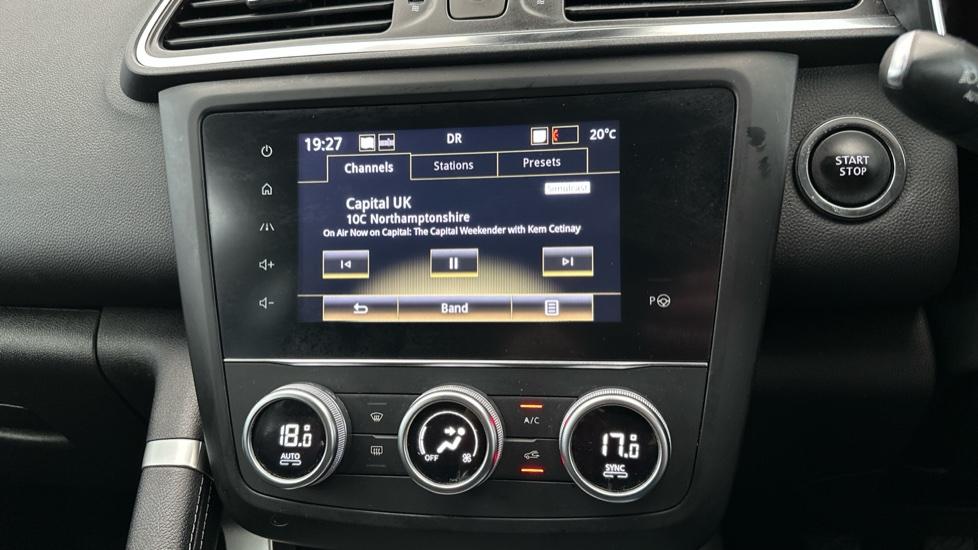 19:27 DR 20°C
Channels Stations Presets
Simulcast
Capital UK
10C Northamptonshire
On Air Now on Capital: The Capital Weekender with Kem Cetinay
Band
P
START
STOP
18.0
AUTO
OFF
A/C
17.0
SYNC